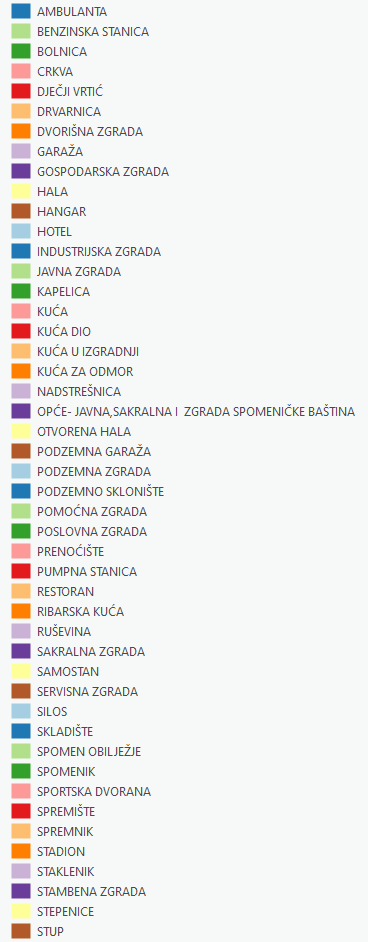 AMBULANTA
BENZINSKA STANICA
BOLNICA
CRKVA
DJEČJI VRTIĆ
DRVARNICA
DVORIŠNA ZGRADA
GARAŽA
GOSPODARSKA ZGRADA
HALA
HANGAR
HOTEL
INDUSTRIJSKA ZGRADA
JAVNA ZGRADA
KAPELICA
KUĆA
KUĆA DIO
KUĆA U IZGRADNJI
KUĆA ZA ODMOR
NADSTREŠNICA
OPĆE- JAVNA,SAKRALNA I  ZGRADA SPOMENIČKE BAŠTINA
OTVORENA HALA
PODZEMNA GARAŽA
PODZEMNA ZGRADA
PODZEMNO SKLONIŠTE
POMOĆNA ZGRADA
POSLOVNA ZGRADA
PRENOĆIŠTE
PUMPNA STANICA
RESTORAN
RIBARSKA KUĆA
RUŠEVINA
SAKRALNA ZGRADA
SAMOSTAN
SERVISNA ZGRADA
SILOS
SKLADIŠTE
SPOMEN OBILJEŽJE
SPOMENIK
SPORTSKA DVORANA
SPREMIŠTE
SPREMNIK
STADION
STAKLENIK
STAMBENA ZGRADA
STEPENICE
STUP